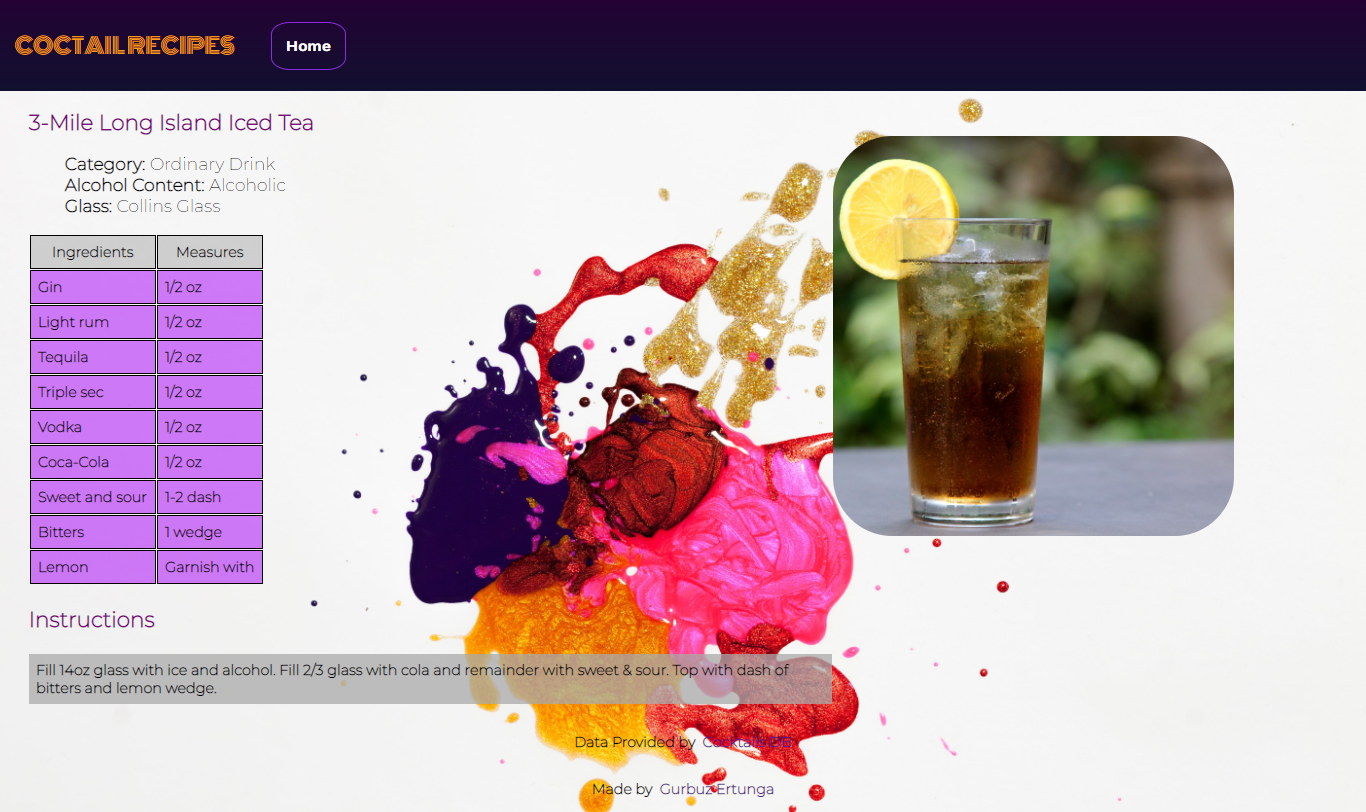 COCTAIL RECIPES
Home
3-Mile Long Island Iced Tea
Category: Ordinary Drink
Alcohol Content: Alcoholic
Glass: Collins Glass
Ingredients Measures
Gin 1/2 oz
Light rum 1/2 oz
Tequila 1/2 oz
Triple sec 1/2 oz
Vodka 1/2 oz
Coca-Cola 1/2 oz
Sweet and sour 1-2 dash
Bitters 1 wedge
Lemon Garnish with
Instructions
Fill 14oz glass with ice and alcohol. Fill 2/3 glass with cola and remainder with sweet & sour. Top with dash of
bitters and lemon wedge.
Data Provided by
Made by Gurbuz Ertunga